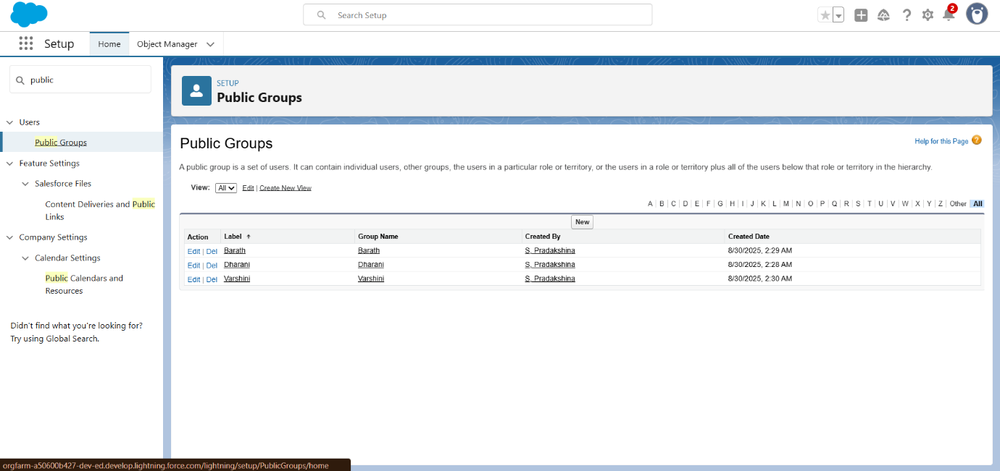 Search Setup
2
Setup
Home
Object Manager
public
Users
Public Groups
Feature Settings
Salesforce Files
Content Deliveries and Public
Links
Company Settings
Calendar Settings
Public Calendars and
Resources
Didn't find what you're looking for?
Try using Global Search.
SETUP
Public Groups
Public Groups
Help for this Page ?
A public group is a set of users. It can contain individual users, other groups, the users in a particular role or territory, or the users in a role or territory plus all of the users below that role or territory in the hierarchy.
View: All Edit | Create New View
A | B | C | D | E | F | G | H | I | J | K | L | M | N | O | P | Q | R | S | T | U | V | W | X | Y | Z | Other | All
New
Action Label ↑ Group Name Created By Created Date
Edit | Del Barath Barath S, Pradakshina 8/30/2025, 2:29 AM
Edit | Del Dharani Dharani S, Pradakshina 8/30/2025, 2:28 AM
Edit | Del Varshini Varshini S, Pradakshina 8/30/2025, 2:30 AM
orgfarm-a50600b427-dev-ed.develop.lightning.force.com/lightning/setup/PublicGroups/home